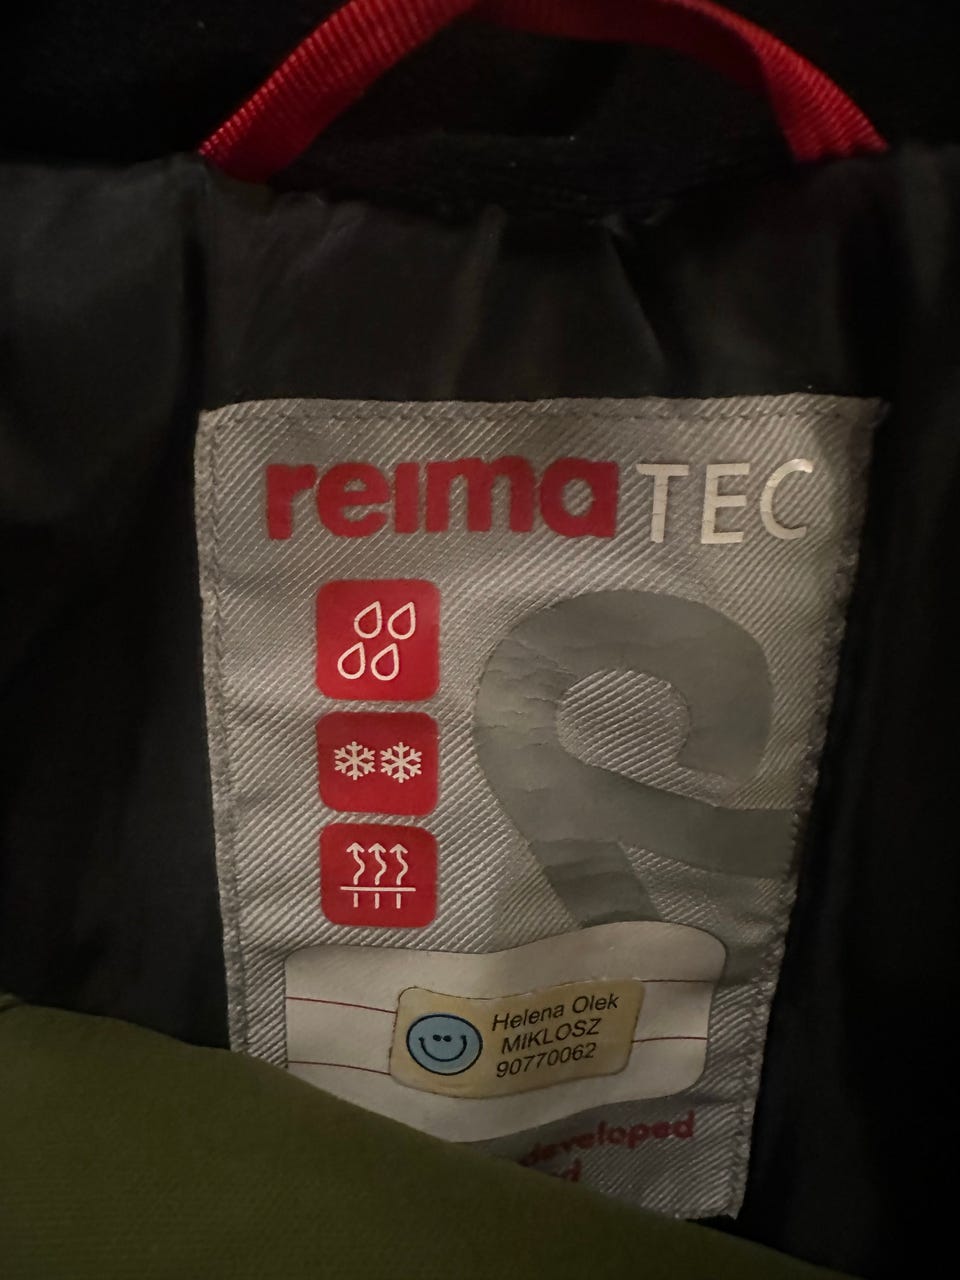 reima TEC
Helena Olek
MIKLOSZ
90770062
developed